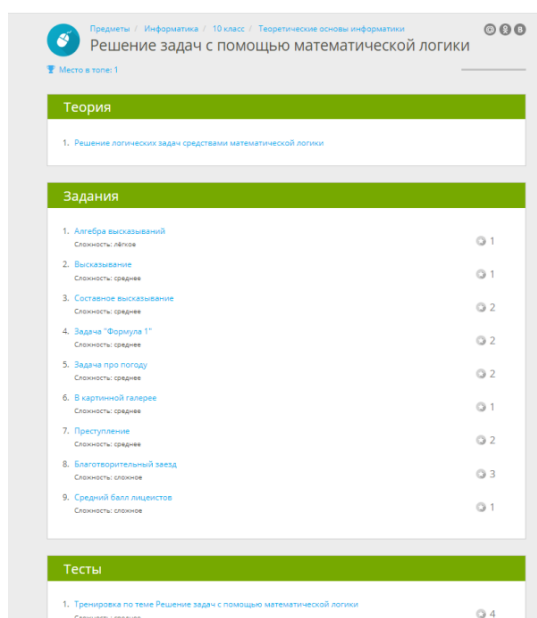 Предметы / Информатика / 10 класс / Теоретические основы информатики
Решение задач с помощью математической логики
Место в топе: 1
Теория
1. Решение логических задач средствами математической логики
Задания
1. Алгебра высказываний
Сложность: лёгкое
1
2. Высказывание
Сложность: среднее
1
3. Составное высказывание
Сложность: среднее
2
4. Задача "Формула 1"
Сложность: среднее
2
5. Задача про погоду
Сложность: среднее
2
6. В картинной галерее
Сложность: среднее
1
7. Преступление
Сложность: среднее
2
8. Благотворительный заезд
Сложность: сложное
3
9. Средний балл лицеистов
Сложность: сложное
1
Тесты
1. Тренировка по теме Решение задач с помощью математической логики
Сложность: среднее
4